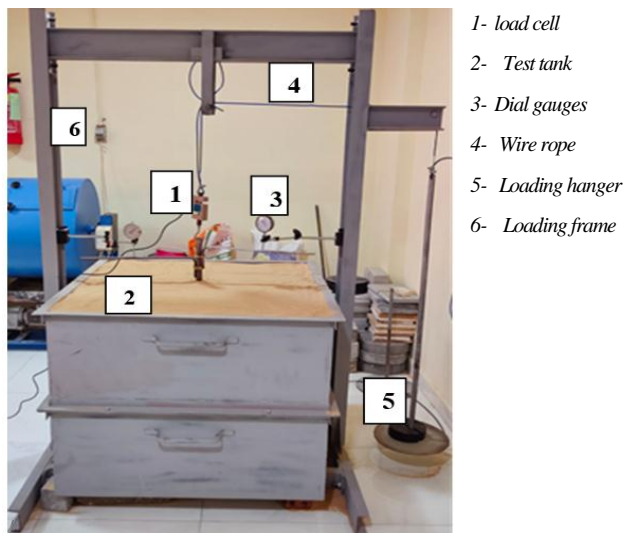 1- load cell
2- Test tank
3- Dial gauges
4- Wire rope
5- Loading hanger
6- Loading frame
4
6
1
3
2
5